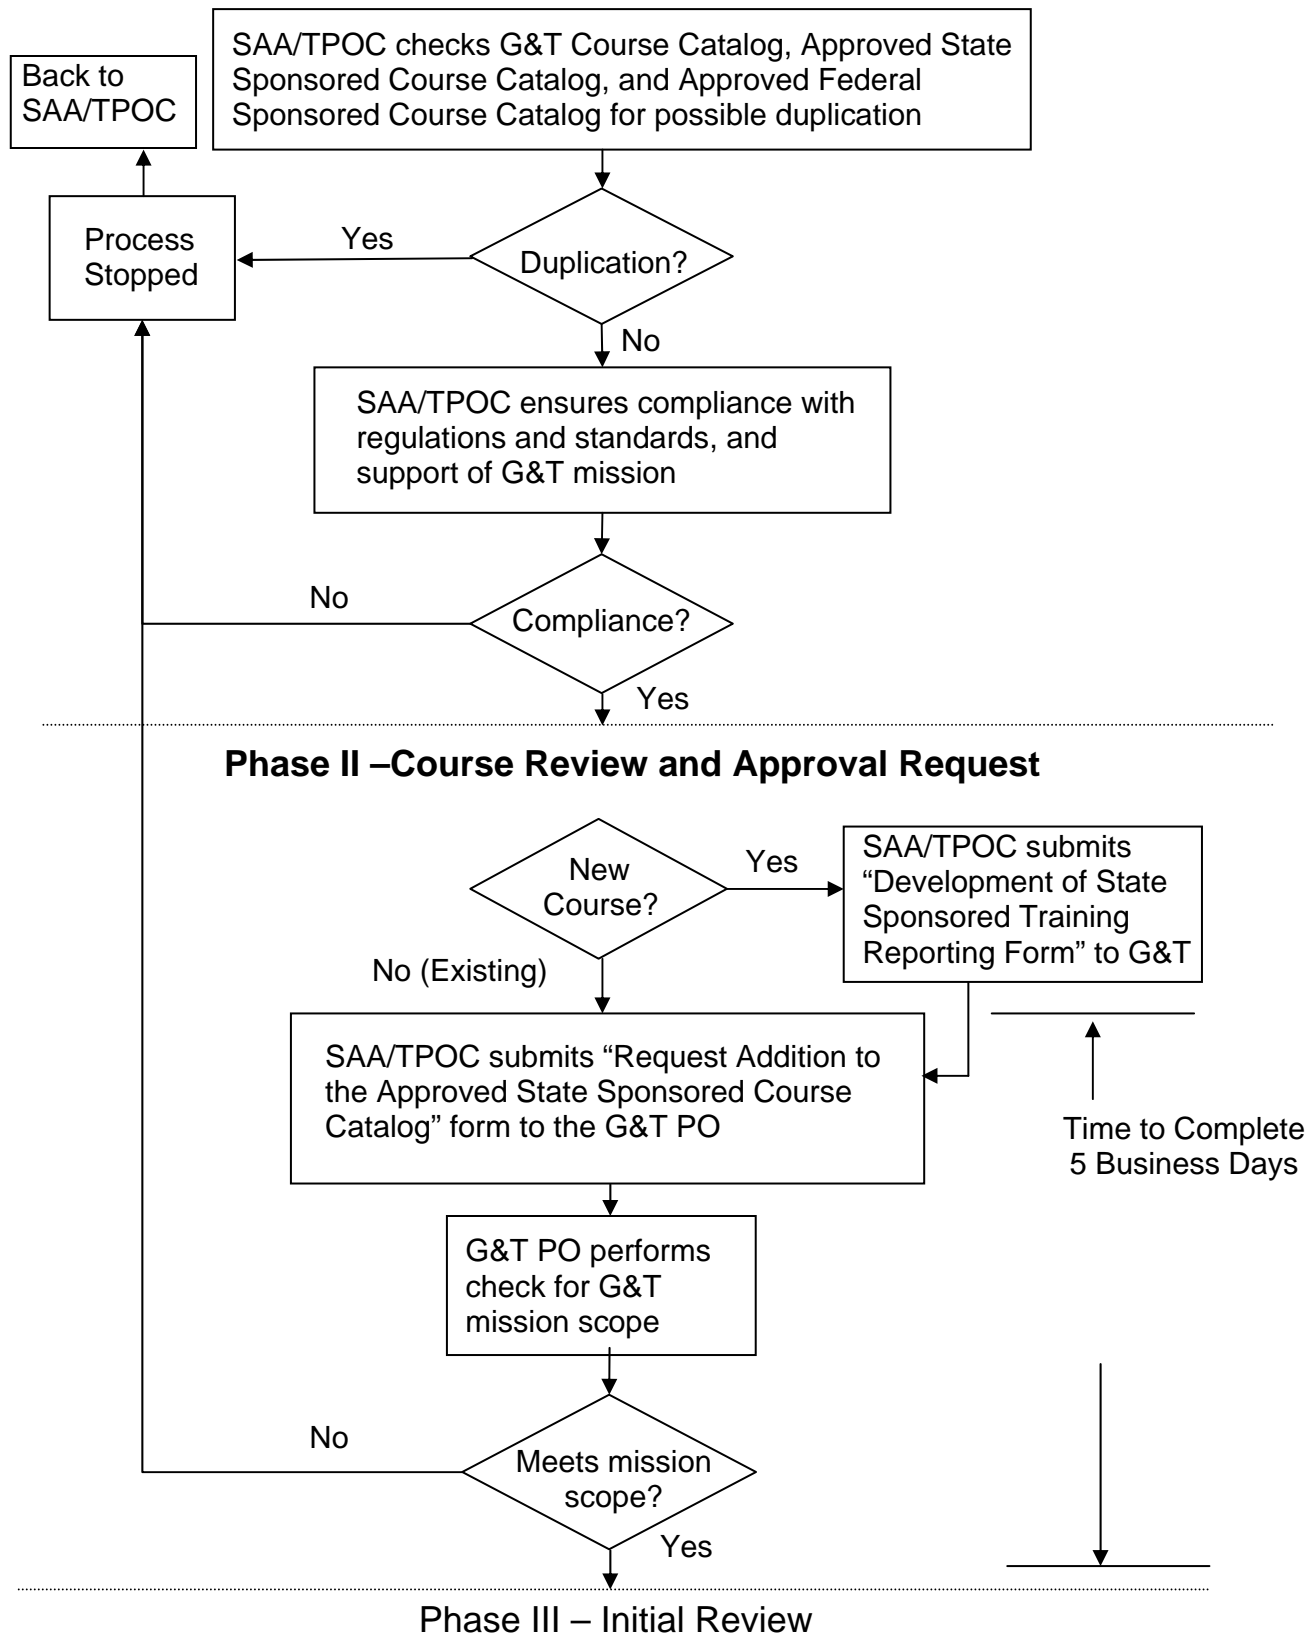 SAA/TPOC checks G&T Course Catalog, Approved State
Sponsored Course Catalog, and Approved Federal
Sponsored Course Catalog for possible duplication
Back to
SAA/TPOC
Process
Stopped
Yes
Duplication?
No
SAA/TPOC ensures compliance with
regulations and standards, and
support of G&T mission
No
Compliance?
Yes
Phase II –Course Review and Approval Request
New
Course?
Yes
SAA/TPOC submits
“Development of State
Sponsored Training
Reporting Form” to G&T
No (Existing)
SAA/TPOC submits “Request Addition to
the Approved State Sponsored Course
Catalog” form to the G&T PO
Time to Complete
5 Business Days
G&T PO performs
check for G&T
mission scope
No
Meets mission
scope?
Yes
Phase III – Initial Review